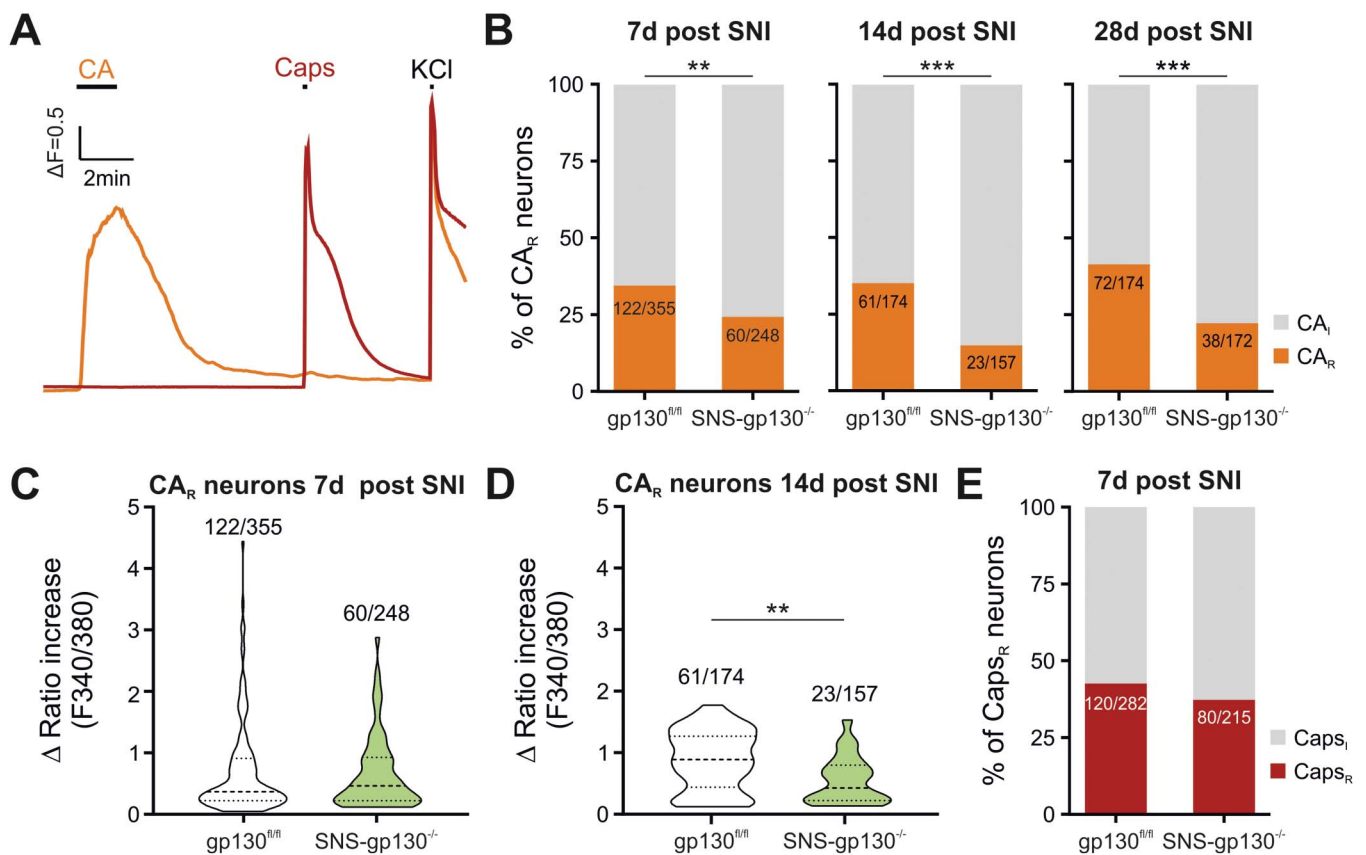 A
CA
Caps
KCl
ΔF=0.5
2min
B
7d post SNI
14d post SNI
28d post SNI
**
***
***
% of CAR neurons
100
75
50
25
0
122/355
60/248
61/174
23/157
72/174
38/172
CAI
CAR
gp130fl/fl
SNS-gp130-/-
gp130fl/fl
SNS-gp130-/-
gp130fl/fl
SNS-gp130-/-
C
CAR neurons 7d post SNI
Δ Ratio increase
(F340/380)
5
4
3
2
1
0
122/355
60/248
gp130fl/fl
SNS-gp130-/-
D
CAR neurons 14d post SNI
Δ Ratio increase
(F340/380)
5
4
3
2
1
0
**
61/174
23/157
gp130fl/fl
SNS-gp130-/-
E
7d post SNI
% of CapsR neurons
100
75
50
25
0
120/282
80/215
CapsI
CapsR
gp130fl/fl
SNS-gp130-/-